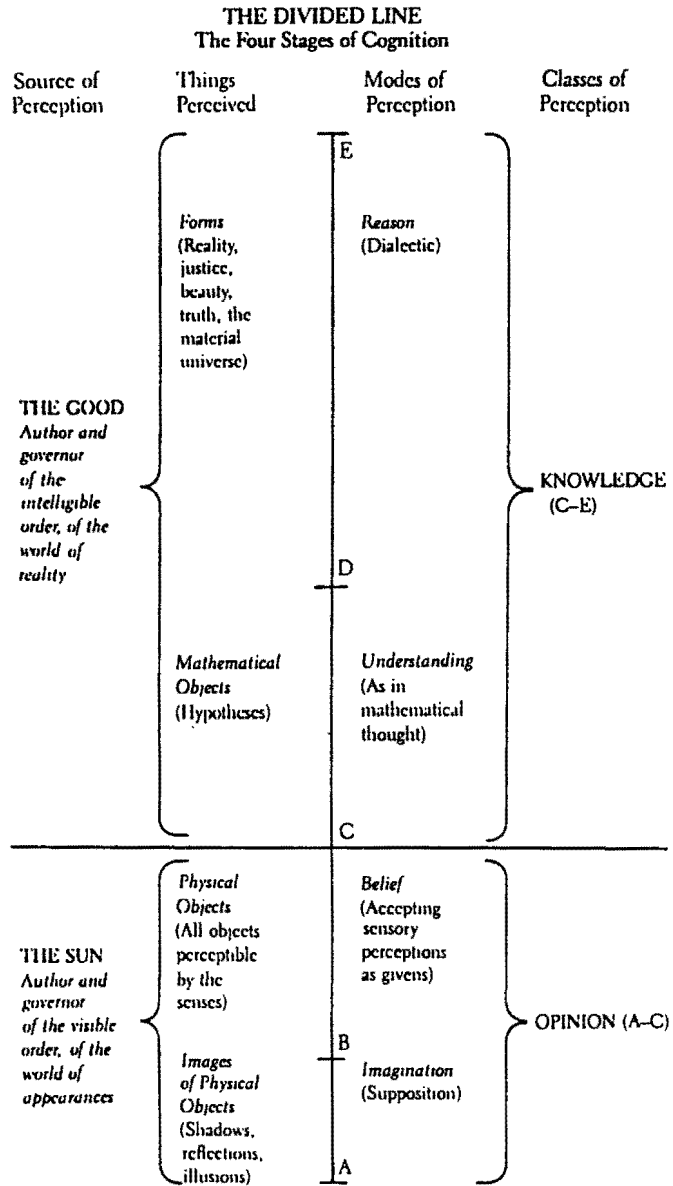 THE DIVIDED LINE
The Four Stages of Cognition
Source of
Perception
Things
Perceived
Modes of
Perception
Classes of
Perception
E
Forms
(Reality,
justice,
beauty,
truth, the
material
universe)
Reason
(Dialectic)
THE GOOD
Author and
governor
of the
intelligible
order, of the
world of
reality
KNOWLEDGE
(C–E)
D
Mathematical
Objects
(Hypotheses)
Understanding
(As in
mathematical
thought)
C
Physical
Objects
(All objects
perceptible
by the
senses)
Belief
(Accepting
sensory
perceptions
as givens)
THE SUN
Author and
governor
of the visible
order, of the
world of
appearances
OPINION (A–C)
B
Images
of Physical
Objects
(Shadows,
reflections,
illusions)
Imagination
(Supposition)
A